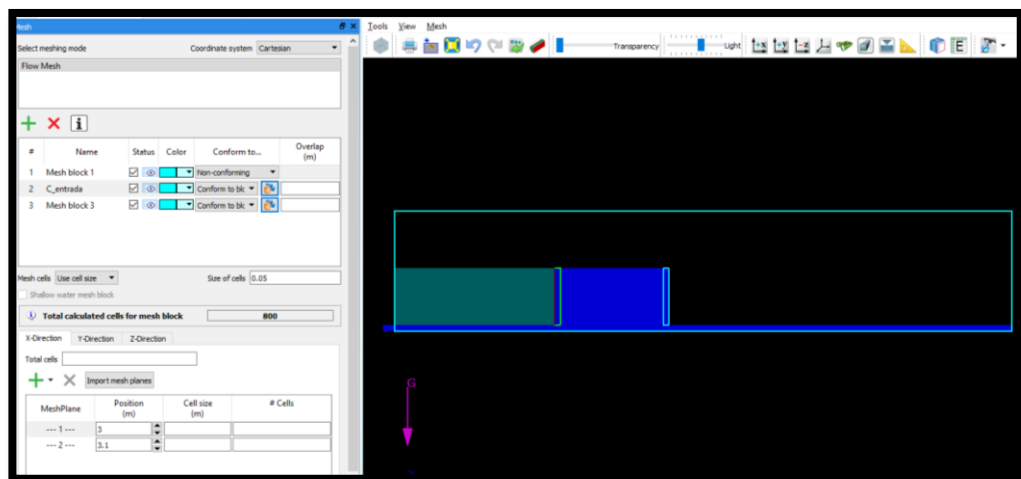 Mesh
Tools View Mesh
Select meshing mode Coordinate system Cartesian
Transparency Light +X +Y -Z E
Flow Mesh
# Name Status Color Conform to... Overlap (m)
1 Mesh block 1 Non-conforming
2 C_entrada Conform to blc
3 Mesh block 3 Conform to blc
Mesh cells Use cell size Size of cells 0.05
Shallow water mesh block
Total calculated cells for mesh block 800
X-Direction Y-Direction Z-Direction
Total cells
Import mesh planes
MeshPlane Position (m) Cell size (m) # Cells
--- 1 --- 3
--- 2 --- 3.1
G